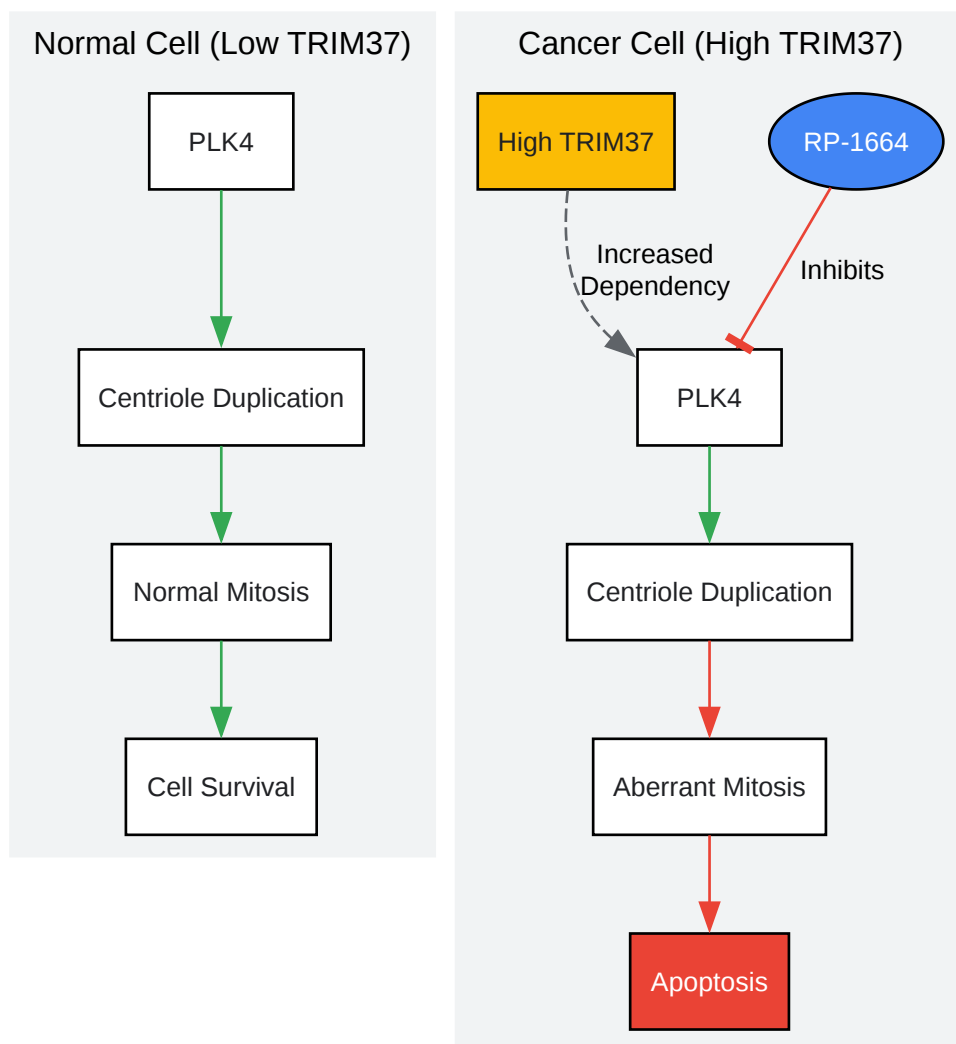 Normal Cell (Low TRIM37)
PLK4
Centriole Duplication
Normal Mitosis
Cell Survival
Cancer Cell (High TRIM37)
High TRIM37
RP-1664
Increased
Dependency
Inhibits
PLK4
Centriole Duplication
Aberrant Mitosis
Apoptosis